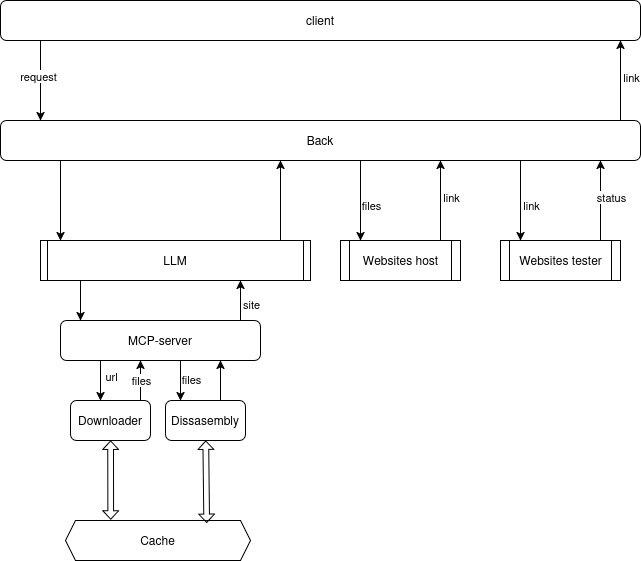 client
request
link
Back
files
link
link
status
LLM
Websites host
Websites tester
site
MCP-server
url
files
files
Downloader
Dissasembly
Cache